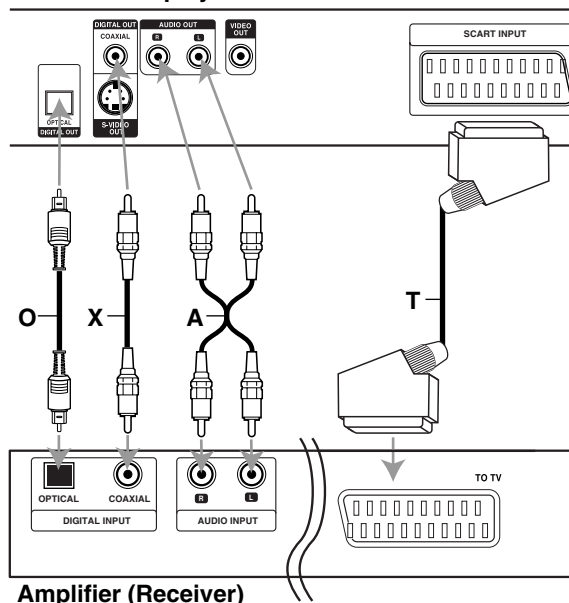 DIGITAL OUT
COAXIAL
AUDIO OUT
R
L
VIDEO
OUT
SCART INPUT
OPTICAL
DIGITAL OUT
S-VIDEO
OUT
O
X
A
T
OPTICAL
COAXIAL
DIGITAL INPUT
R
L
AUDIO INPUT
TO TV
Amplifier (Receiver)